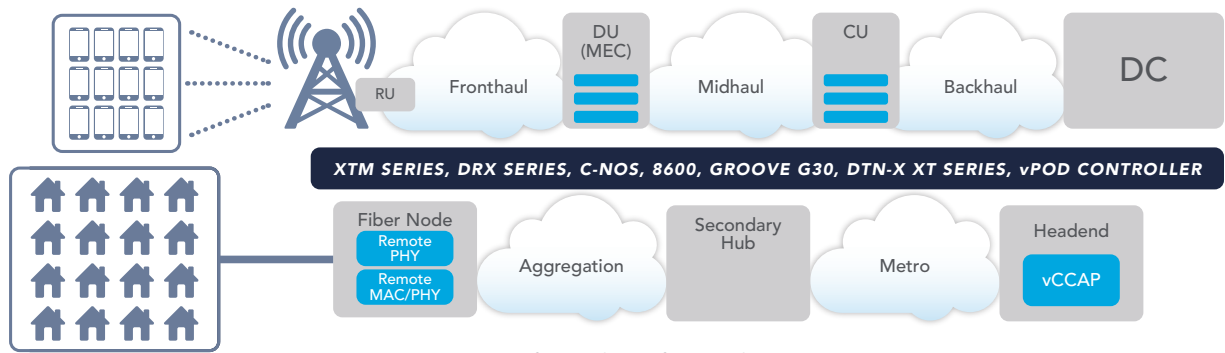 DU
(MEC)
CU
DC
RU
Fronthaul
Midhaul
Backhaul
XTM SERIES, DRX SERIES, C-NOS, 8600, GROOVE G30, DTN-X XT SERIES, vPOD CONTROLLER
Fiber Node
Remote
PHY
Remote
MAC/PHY
Aggregation
Secondary
Hub
Metro
Headend
vCCAP